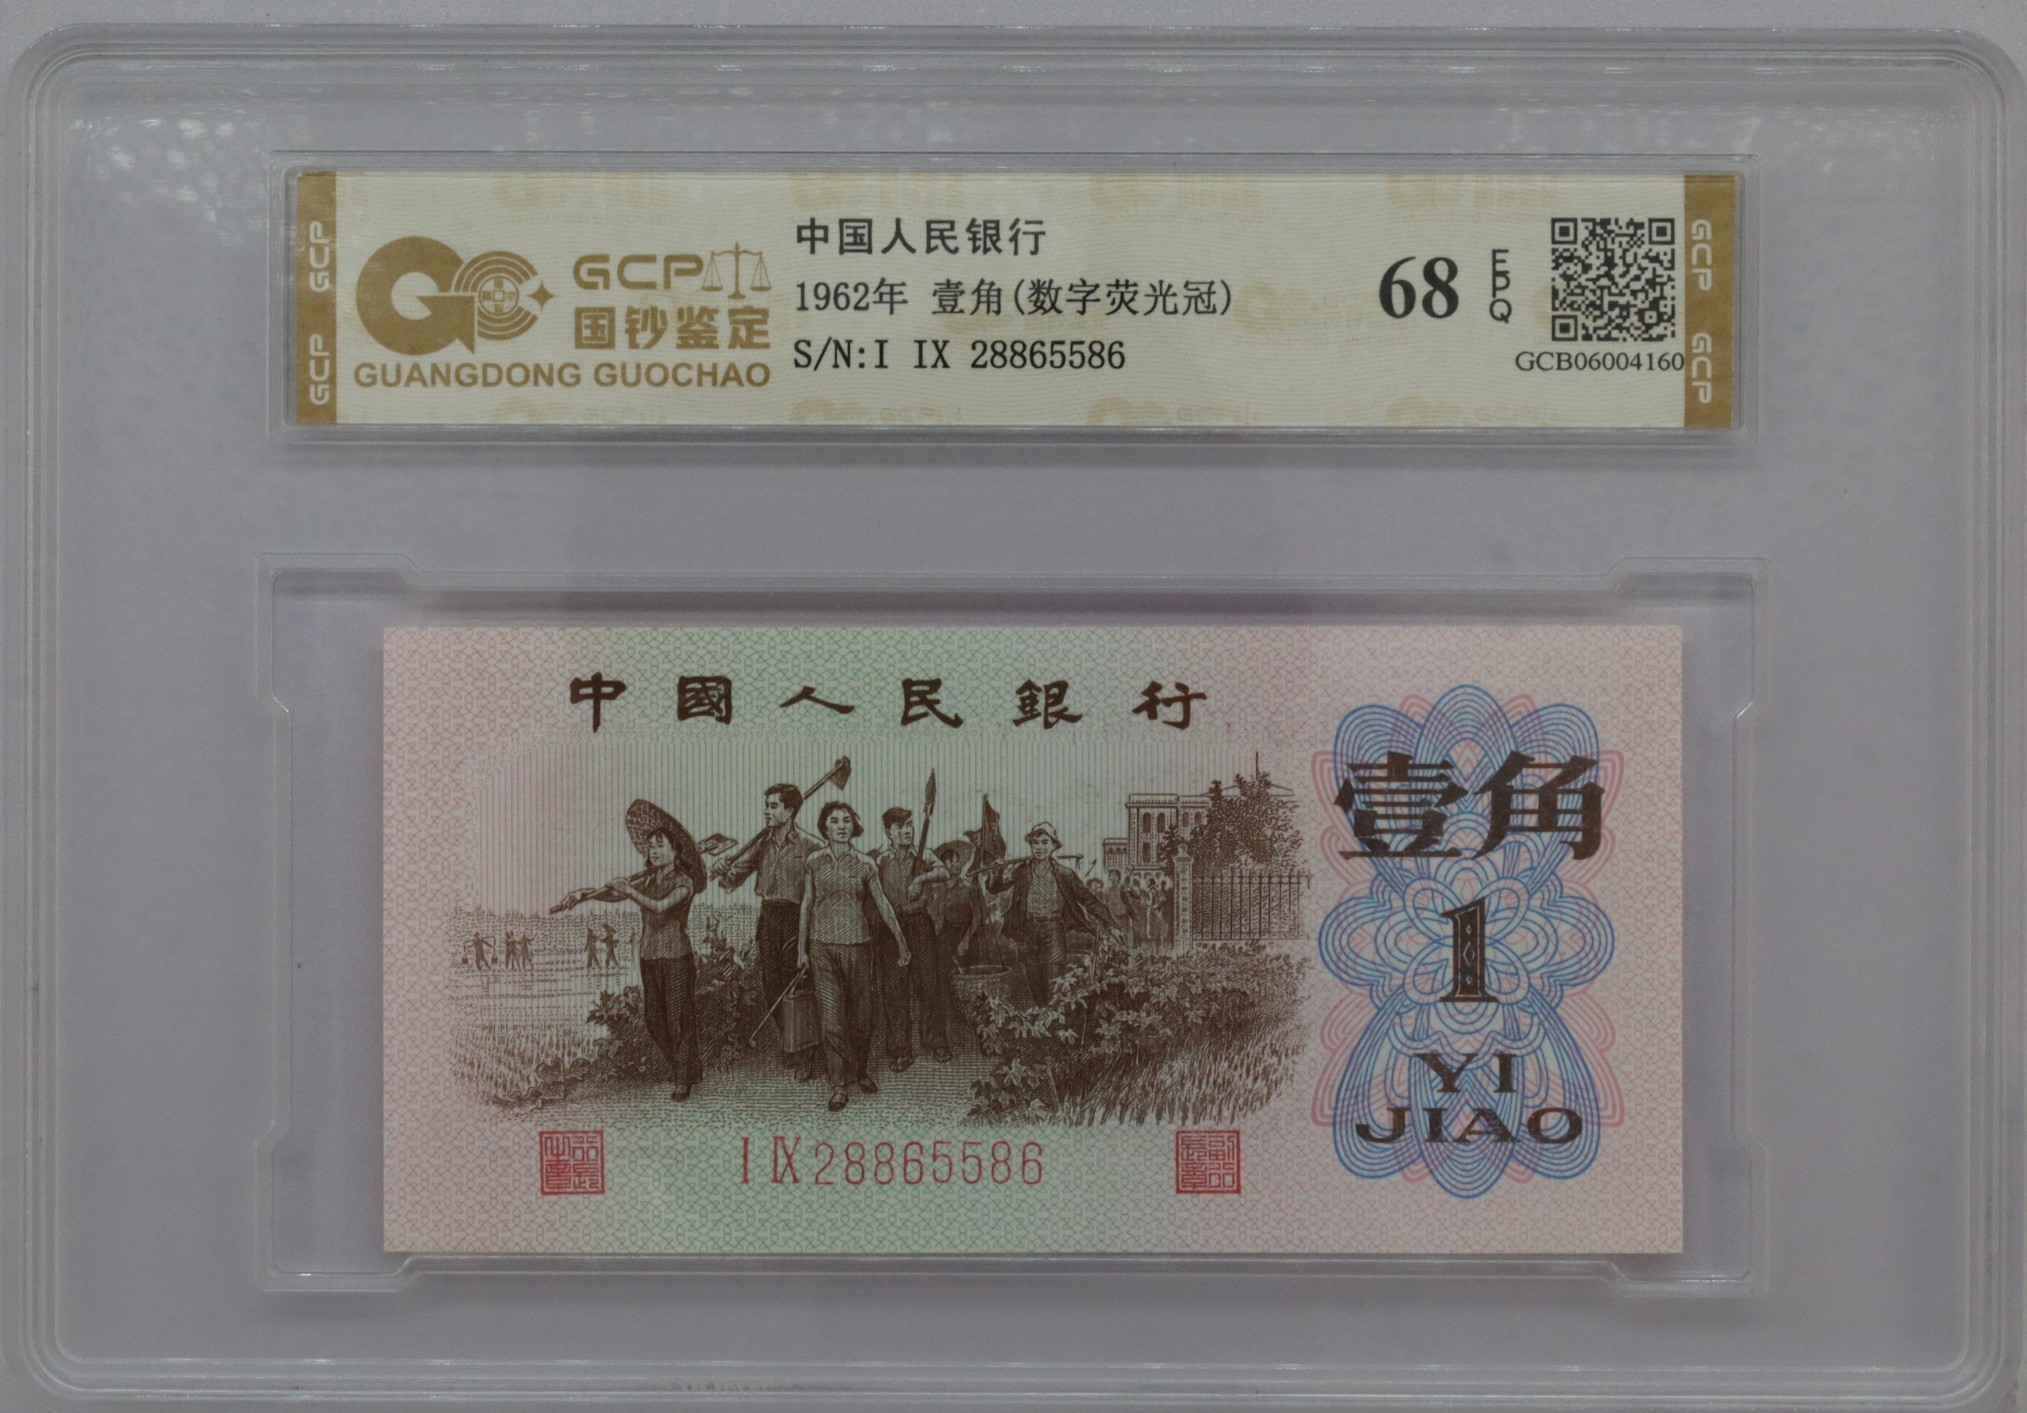 GCP GCP
GCP
国钞鉴定
GUANGDONG GUOCHAO
中国人民银行
1962年 壹角(数字荧光冠)
S/N:I IX 28865586
68 EPQ
GCB06004160
GCP GCP
中國人民銀行
壹角
1
YI
JIAO
I IX 28865586